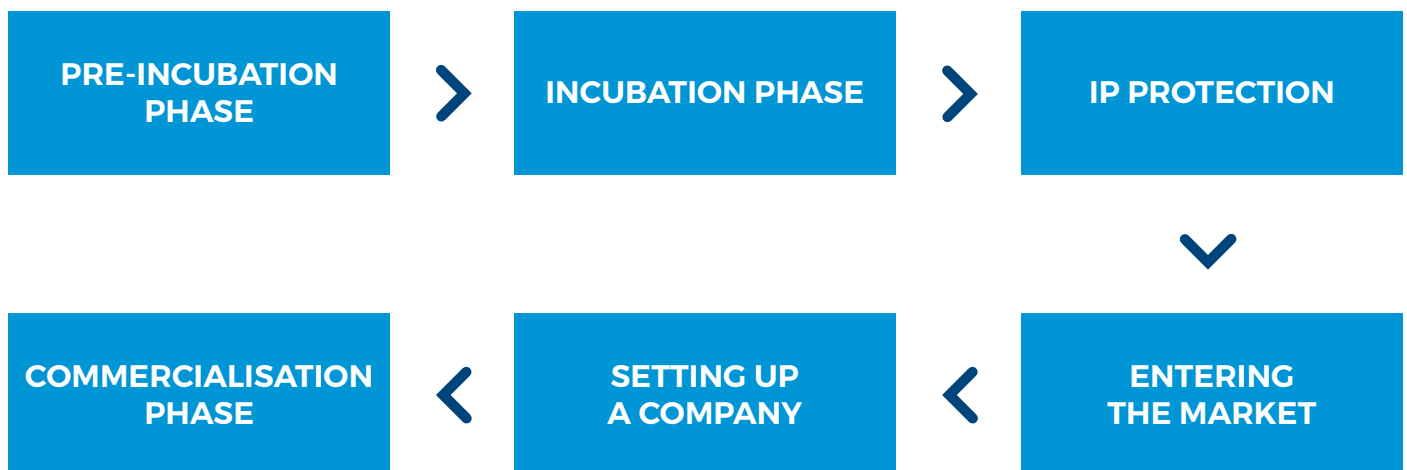 PRE-INCUBATION
PHASE
INCUBATION PHASE
IP PROTECTION
ENTERING
THE MARKET
SETTING UP
A COMPANY
COMMERCIALISATION
PHASE